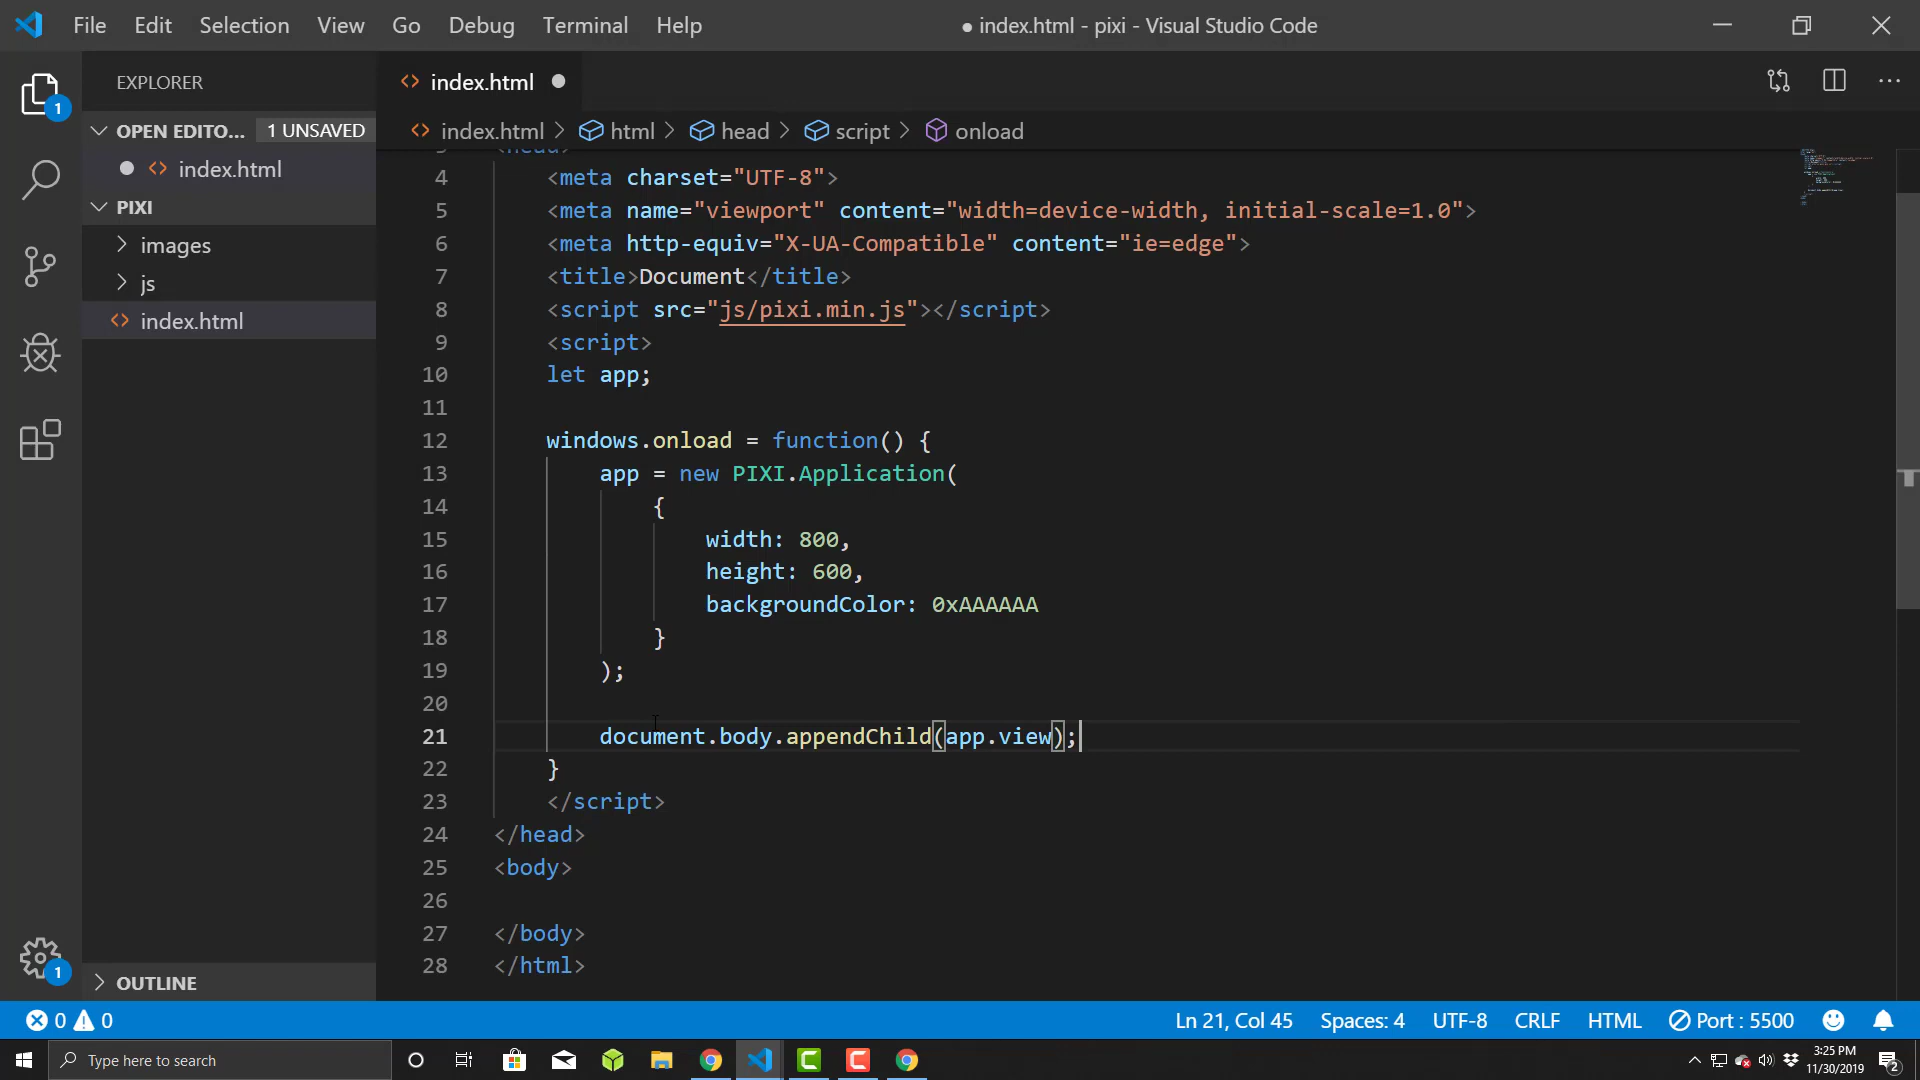 File Edit Selection View Go Debug Terminal Help ● index.html - pixi - Visual Studio Code
EXPLORER
1
OPEN EDITO... 1 UNSAVED
index.html
PIXI
images
js
index.html
OUTLINE
1
index.html
index.html > html > head > script > onload
3 <head>
4 <meta charset="UTF-8">
5 <meta name="viewport" content="width=device-width, initial-scale=1.0">
6 <meta http-equiv="X-UA-Compatible" content="ie=edge">
7 <title>Document</title>
8 <script src="js/pixi.min.js"></script>
9 <script>
10 let app;
11
12 windows.onload = function() {
13 app = new PIXI.Application(
14 {
15 width: 800,
16 height: 600,
17 backgroundColor: 0xAAAAAA
18 }
19 );
20
21 document.body.appendChild(app.view);
22 }
23 </script>
24 </head>
25 <body>
26
27 </body>
28 </html>
0 0 Ln 21, Col 45 Spaces: 4 UTF-8 CRLF HTML Port : 5500
Type here to search
3:25 PM
11/30/2019
2